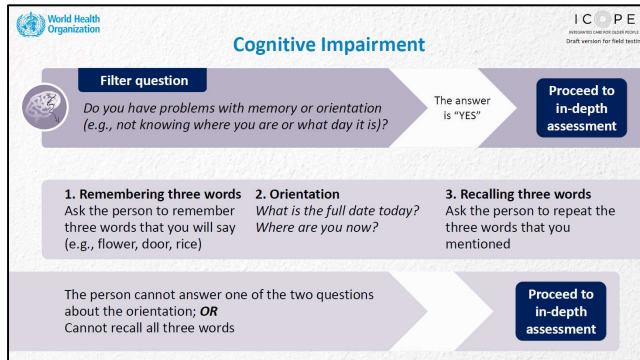 World Health
Organization
I C O P E
INTEGRATED CARE FOR OLDER PEOPLE
Draft version for field testin
Cognitive Impairment
Filter question
Do you have problems with memory or orientation
(e.g., not knowing where you are or what day it is)?
The answer
is "YES"
Proceed to
in-depth
assessment
1. Remembering three words
Ask the person to remember
three words that you will say
(e.g., flower, door, rice)
2. Orientation
What is the full date today?
Where are you now?
3. Recalling three words
Ask the person to repeat the
three words that you
mentioned
The person cannot answer one of the two questions
about the orientation; OR
Cannot recall all three words
Proceed to
in-depth
assessment